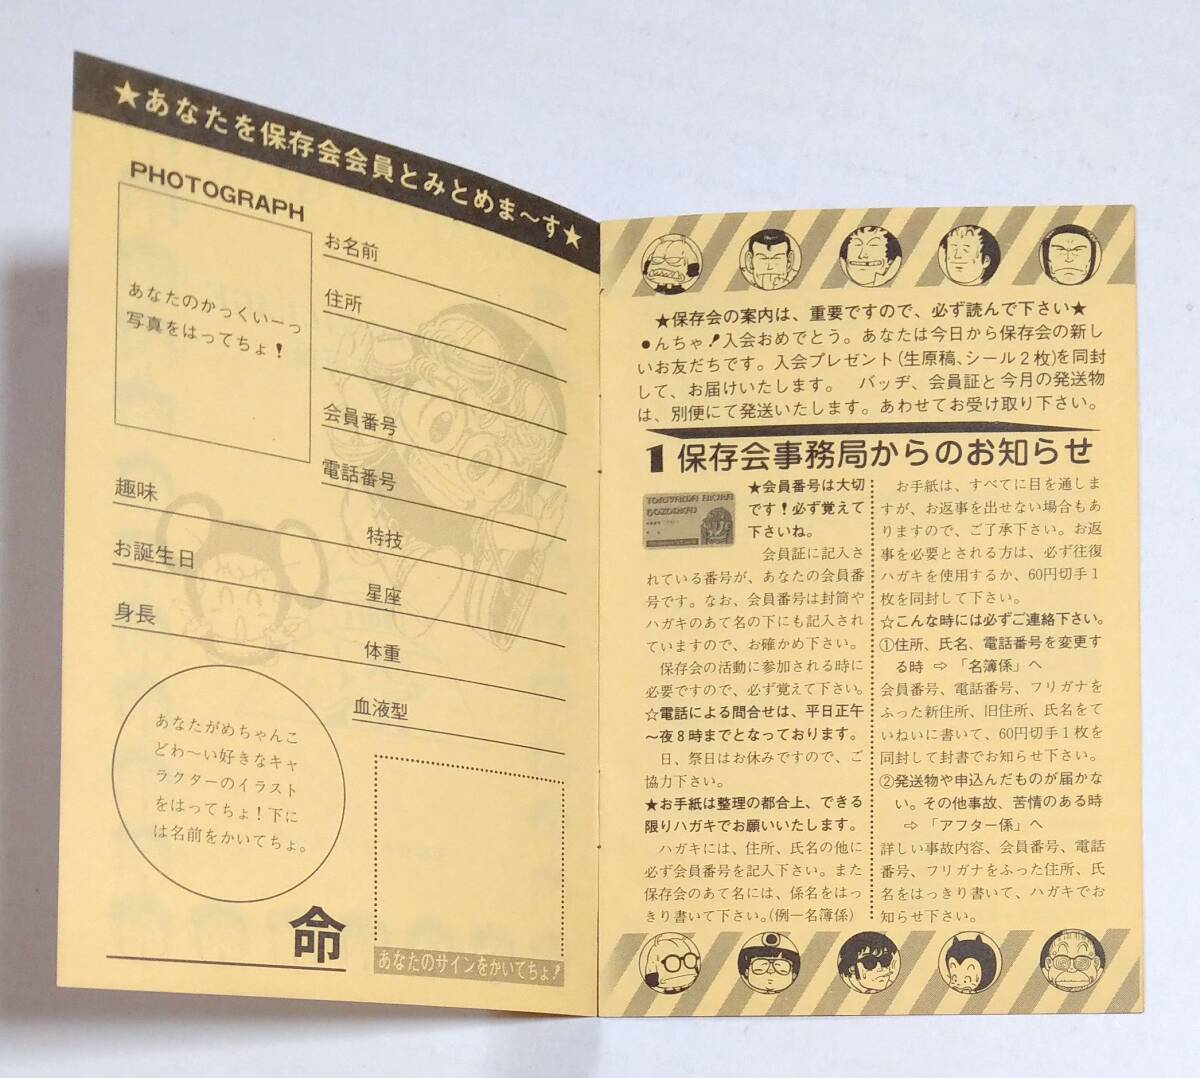 ★あなたを保存会会員とみとめま〜す★
PHOTOGRAPH
あなたのかっくいーっ
写真をはってちょ!
お名前
住所
会員番号
電話番号
趣味
特技
お誕生日
星座
身長
体重
血液型
あなたがめちゃんこ
どわ〜い好きなキャ
ラクターのイラスト
をはってちょ!下に
は名前をかいてちょ。
命
あなたのサインをかいてちょ!
★保存会の案内は、重要ですので、必ず読んで下さい★
●んちゃ!入会おめでとう。あなたは今日から保存会の新し
いお友だちです。入会プレゼント(生原稿、シール2枚)を同封
して、お届けいたします。 バッヂ、会員証と今月の発送物
は、別便にて発送いたします。あわせてお受け取り下さい。
1 保存会事務局からのお知らせ
TORIYAMA AKIRA
HOZONKAI
★会員番号は大切
です!必ず覚えて
下さいね。
会員証に記入さ
れている番号が、あなたの会員番
号です。なお、会員番号は封筒や
ハガキのあて名の下にも記入され
ていますので、お確かめ下さい。
保存会の活動に参加される時に
必要ですので、必ず覚えて下さい。
☆電話による問合せは、平日正午
〜夜8時までとなっております。
日、祭日はお休みですので、ご
協力下さい。
★お手紙は整理の都合上、できる
限りハガキでお願いいたします。
ハガキには、住所、氏名の他に
必ず会員番号を記入下さい。また
保存会のあて名には、係名をはっ
きり書いて下さい。(例ー名簿係)
お手紙は、すべてに目を通しま
すが、お返事を出せない場合もあ
りますので、ご了承下さい。お返
事を必要とされる方は、必ず往復
ハガキを使用するか、60円切手1
枚を同封して下さい。
☆こんな時には必ずご連絡下さい。
①住所、氏名、電話番号を変更す
る時 ⇨ 「名簿係」へ
会員番号、電話番号、フリガナを
ふった新住所、旧住所、氏名をて
いねいに書いて、60円切手1枚を
同封して封書でお知らせ下さい。
②発送物や申込んだものが届かな
い。その他事故、苦情のある時
⇨ 「アフター係」へ
詳しい事故内容、会員番号、電話
番号、フリガナをふった住所、氏
名をはっきり書いて、ハガキでお
知らせ下さい。